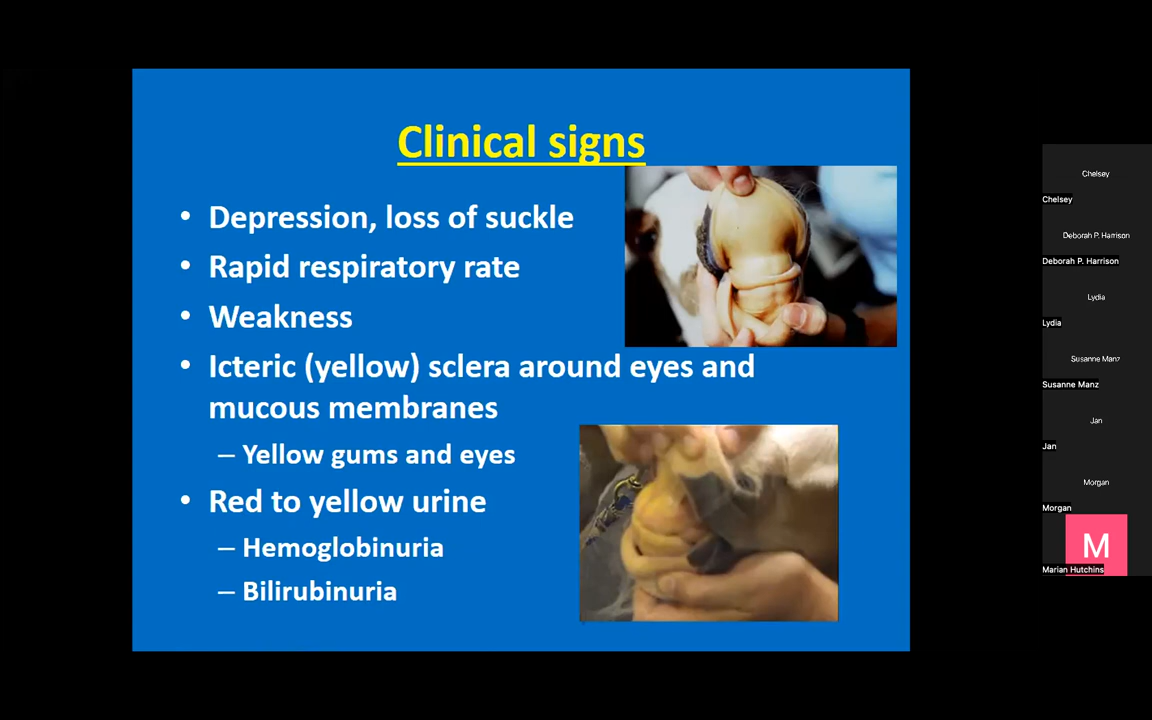 Clinical signs
• Depression, loss of suckle
• Rapid respiratory rate
• Weakness
• Icteric (yellow) sclera around eyes and
mucous membranes
– Yellow gums and eyes
• Red to yellow urine
– Hemoglobinuria
– Bilirubinuria
Chelsey
Chelsey
Deborah P. Harrison
Deborah P. Harrison
Lydia
Lydia
Susanne Manz
Susanne Manz
Jan
Jan
Morgan
Morgan
M
Marian Hutchins